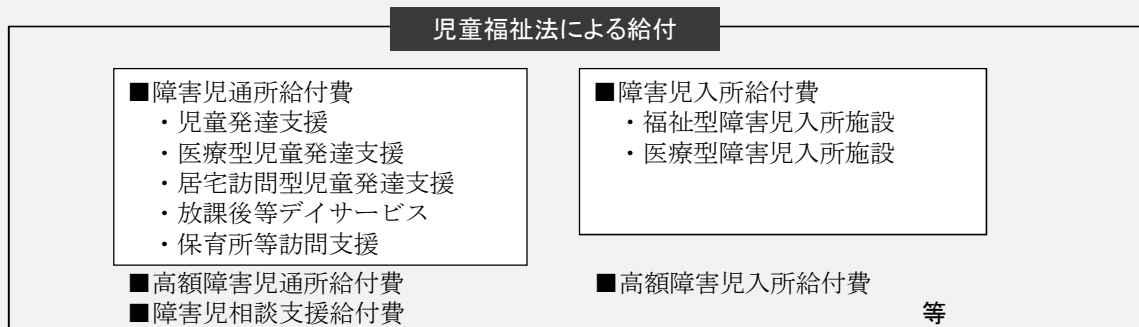 児童福祉法による給付
■障害児通所給付費
・児童発達支援
・医療型児童発達支援
・居宅訪問型児童発達支援
・放課後等デイサービス
・保育所等訪問支援
■高額障害児通所給付費
■障害児相談支援給付費
■障害児入所給付費
・福祉型障害児入所施設
・医療型障害児入所施設
■高額障害児入所給付費
等